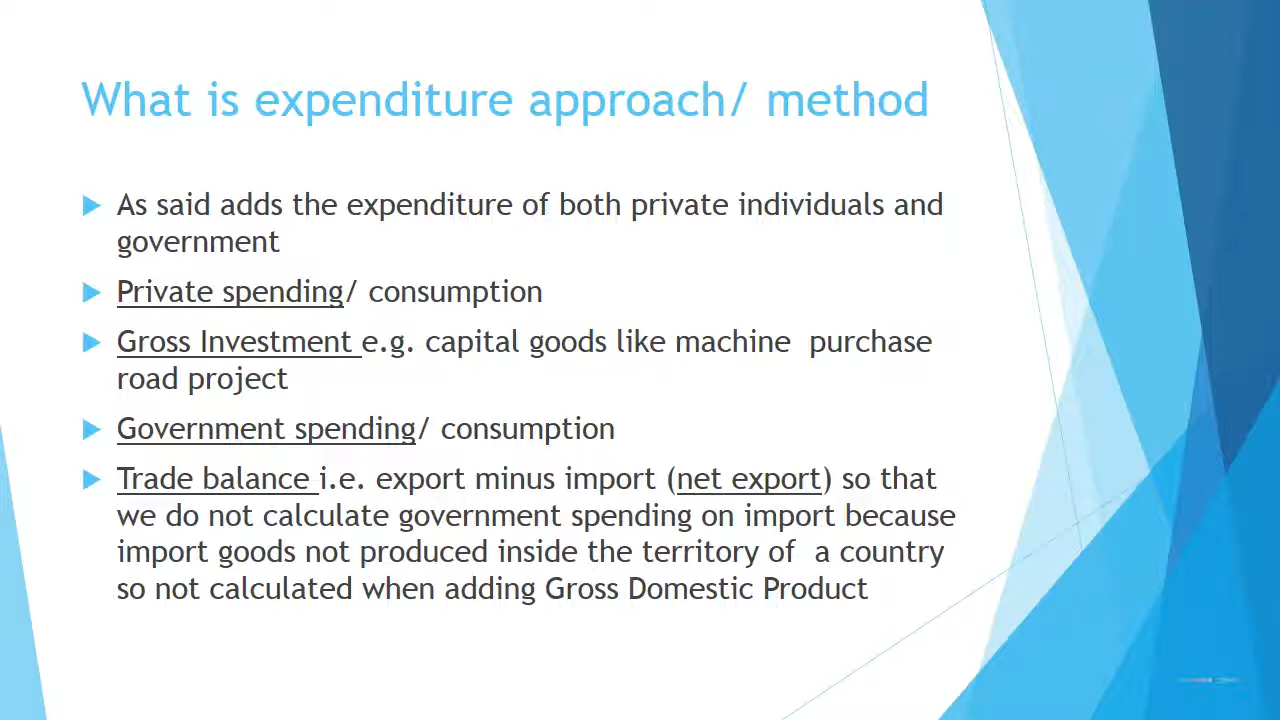 What is expenditure approach/ method
As said adds the expenditure of both private individuals and
government
Private spending/ consumption
Gross Investment e.g. capital goods like machine  purchase
road project
Government spending/ consumption
Trade balance i.e. export minus import (net export) so that
we do not calculate government spending on import because
import goods not produced inside the territory of  a country
so not calculated when adding Gross Domestic Product